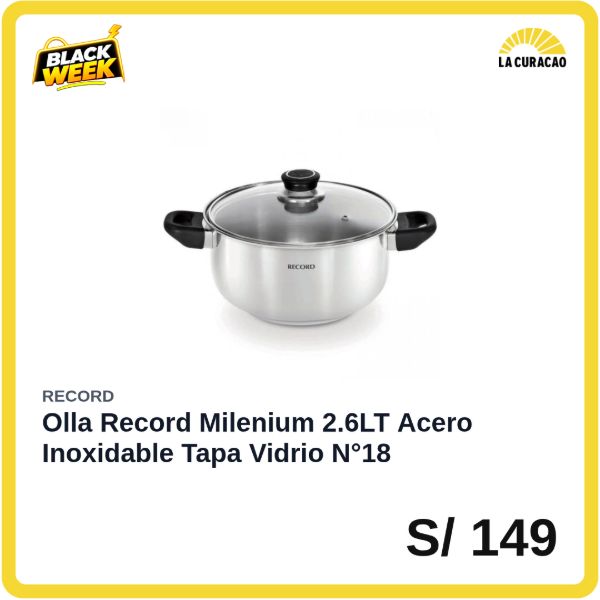 BLACK
WEEK
LA CURACAO
RECORD
RECORD
Olla Record Milenium 2.6LT Acero
Inoxidable Tapa Vidrio N°18
S/ 149